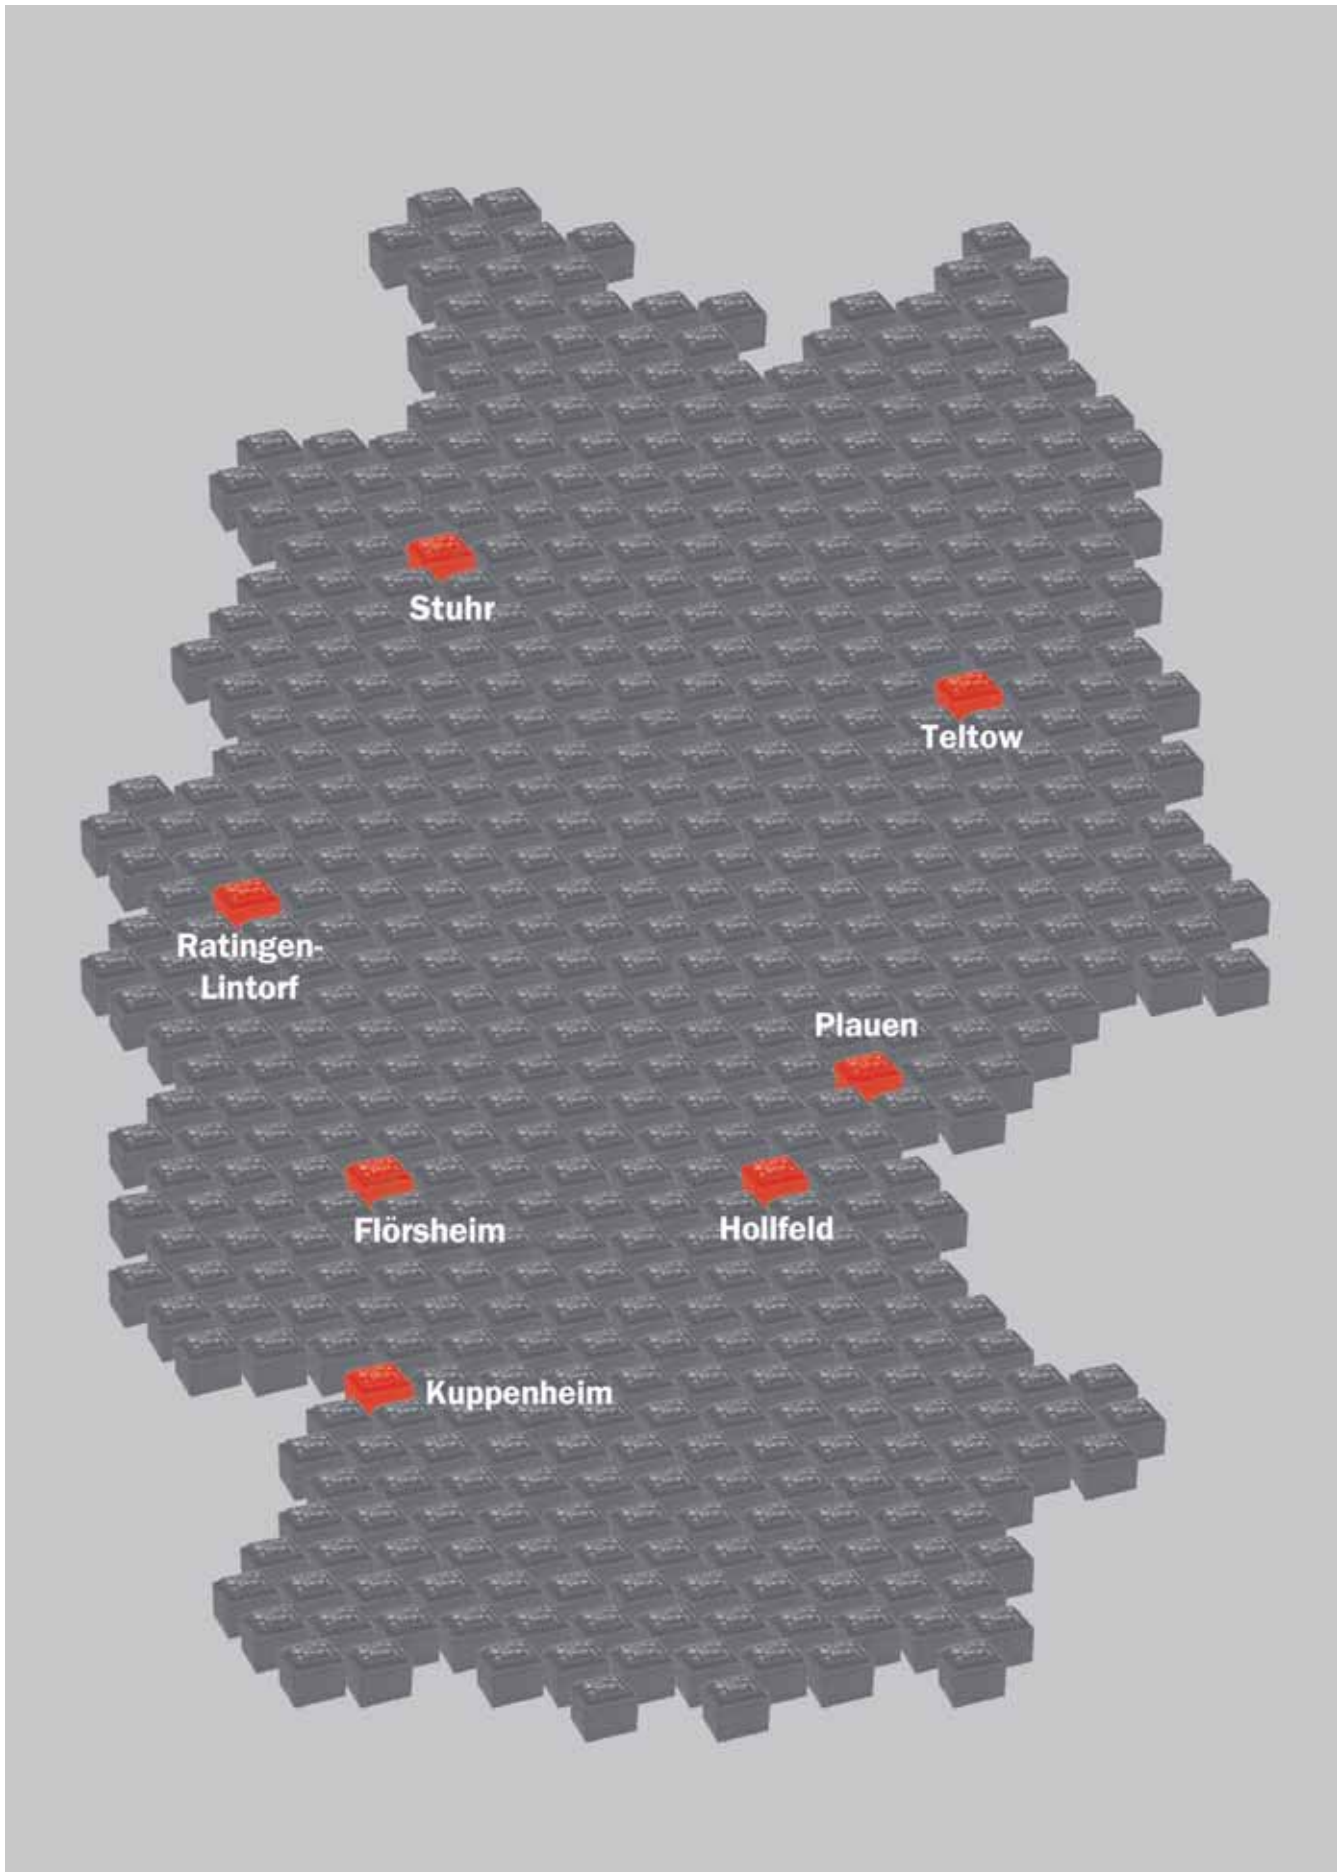 Stuhr
Teltow
Ratingen-
Lintorf
Plauen
Flörsheim
Hollfeld
Kuppenheim